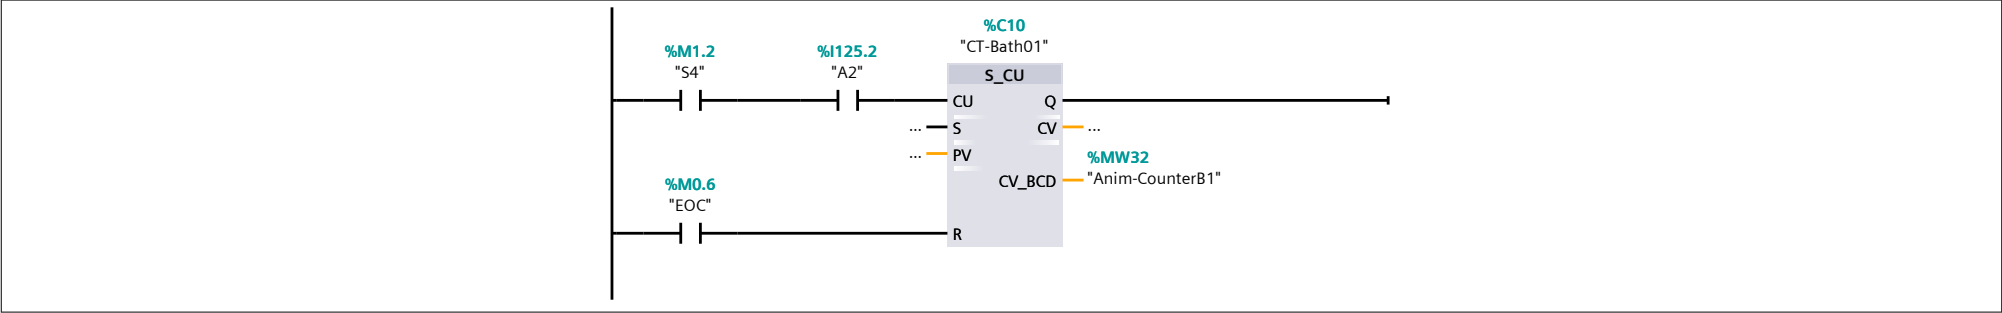 %C10
"CT-Bath01"
%M1.2
"S4"
%I125.2
"A2"
S_CU
CU
Q
... S
CV ...
... PV
%MW32
CV_BCD
"Anim-CounterB1"
%M0.6
"EOC"
R